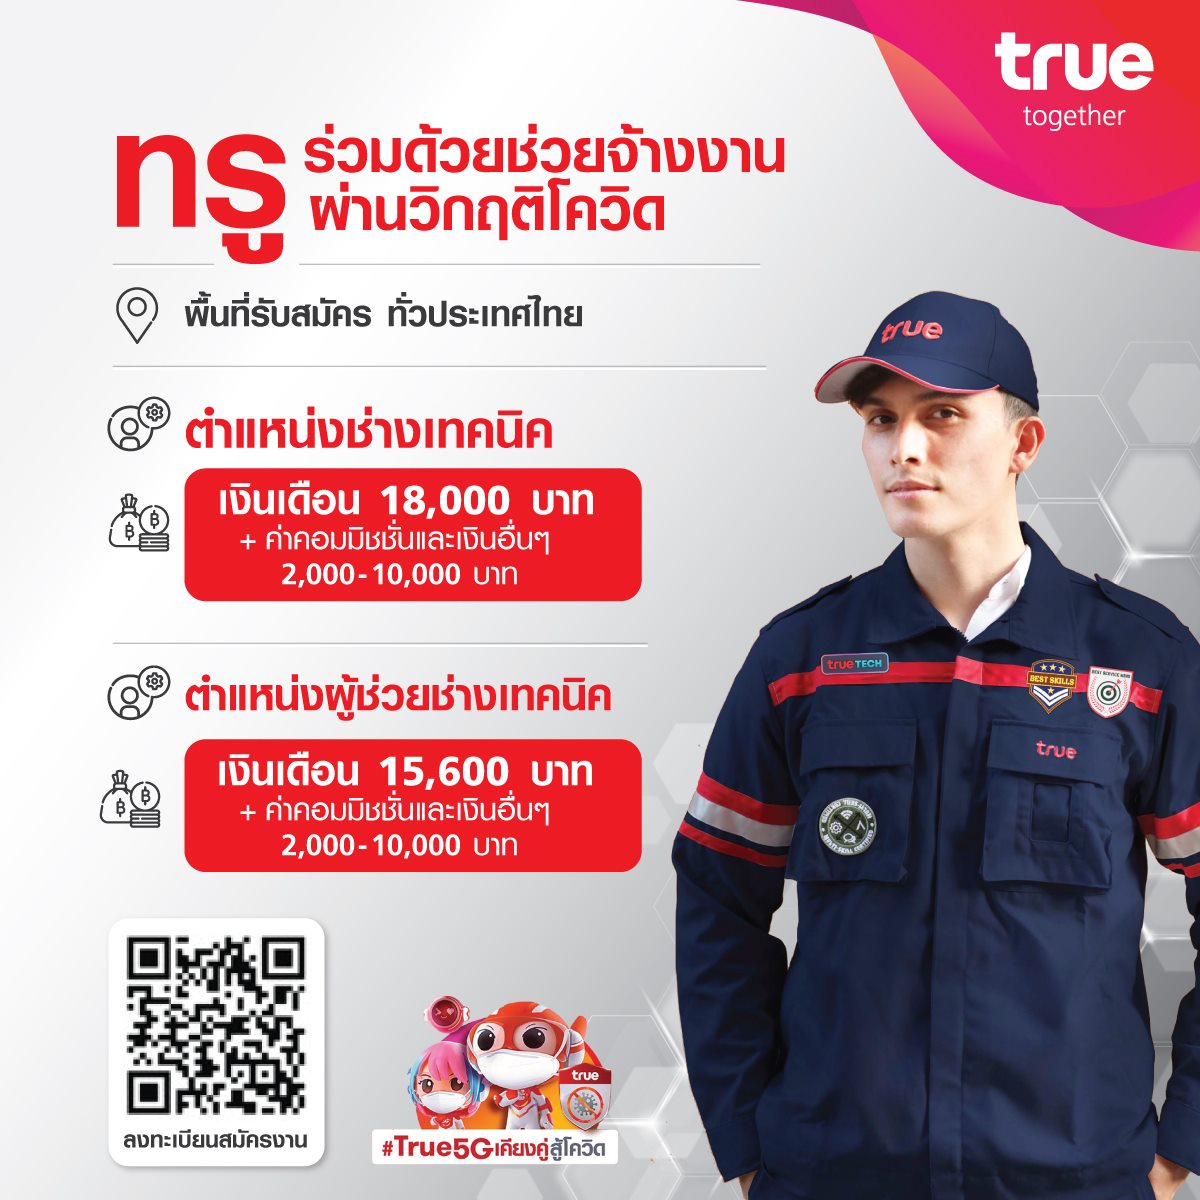 true
together
ทรู ร่วมด้วยช่วยจ้างงาน
ผ่านวิกฤติโควิด
พื้นที่รับสมัคร ทั่วประเทศไทย
ตำแหน่งช่างเทคนิค
เงินเดือน 18,000 บาท
+ ค่าคอมมิชชั่นและเงินอื่นๆ
2,000-10,000 บาท
ตำแหน่งผู้ช่วยช่างเทคนิค
เงินเดือน 15,600 บาท
+ ค่าคอมมิชชั่นและเงินอื่นๆ
2,000-10,000 บาท
ลงทะเบียนสมัครงาน
true
#True5Gเคียงคู่สู้โควิด
true
true TECH
BEST SKILLS
BEST SERVICE MIND
true